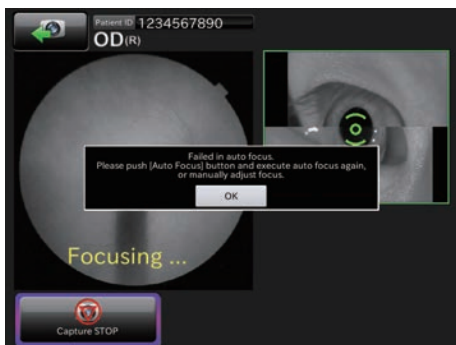 Patient ID 1234567890
OD(R)
Failed in auto focus.
Please push [Auto Focus] button and execute auto focus again,
or manually adjust focus.
OK
Focusing ...
Capture STOP